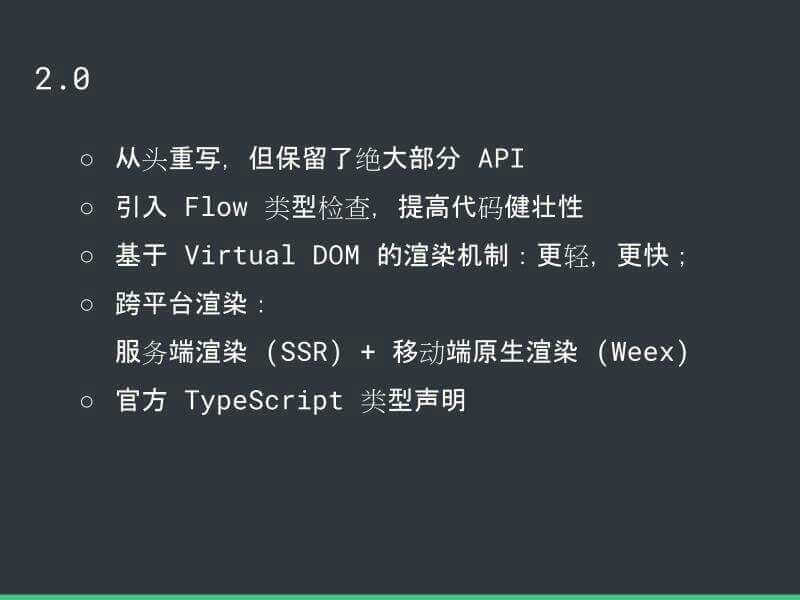 2.0
○ 从头重写, 但保留了绝大部分 API
○ 引入 Flow 类型检查, 提高代码健壮性
○ 基于 Virtual DOM 的渲染机制：更轻, 更快；
○ 跨平台渲染：
服务端渲染 (SSR) + 移动端原生渲染 (Weex)
○ 官方 TypeScript 类型声明